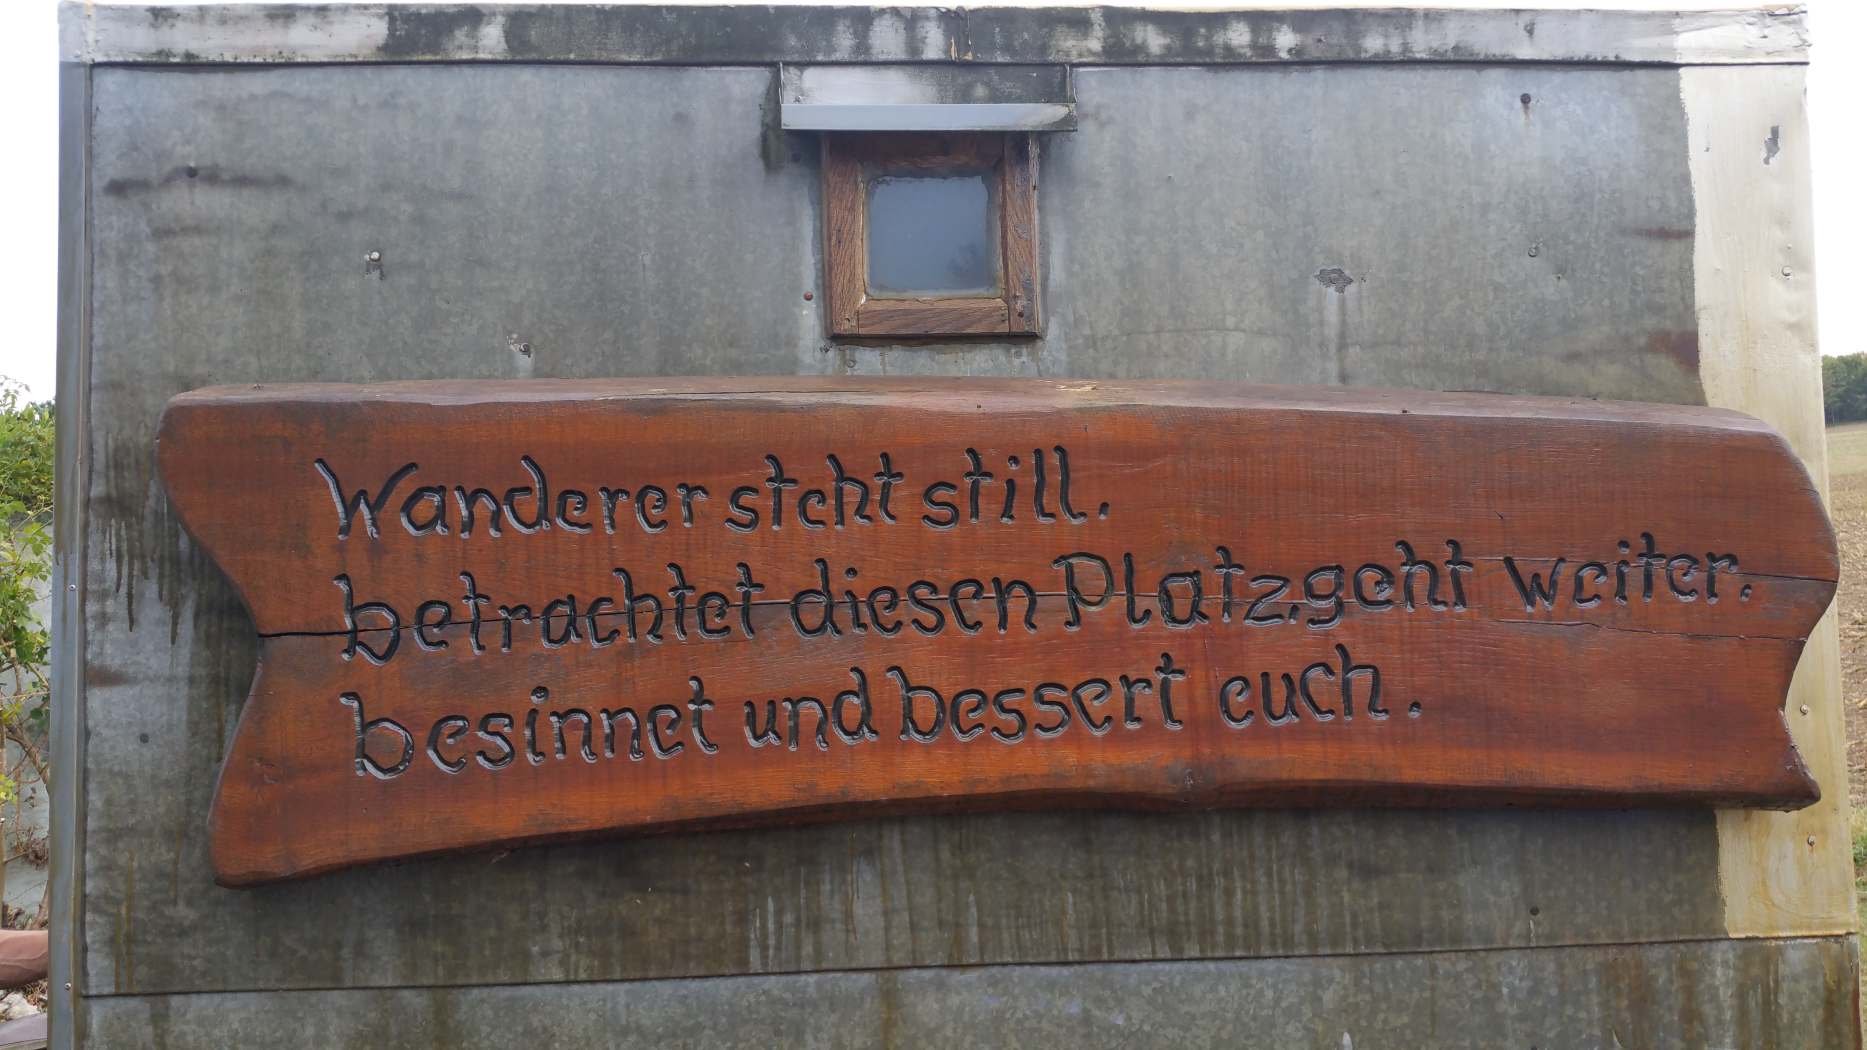 Wanderer steht still.
betrachtet diesen Platz.geht weiter.
besinnet und bessert euch.